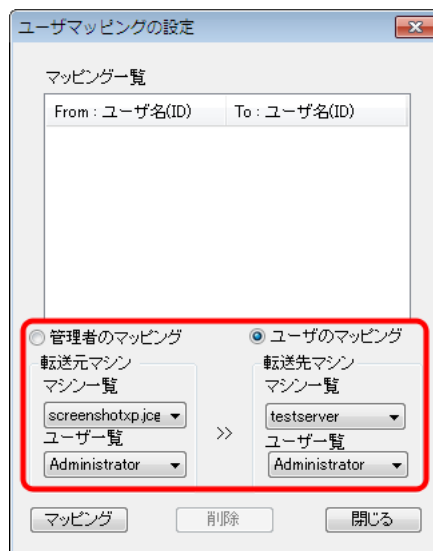 ユーザマッピングの設定
マッピング一覧
From : ユーザ名(ID) To : ユーザ名(ID)
管理者のマッピング ユーザのマッピング
転送元マシン 転送先マシン
マシン一覧 マシン一覧
screenshotxp.jce testserver
ユーザー覧 >> ユーザー覧
Administrator Administrator
マッピング 削除 閉じる